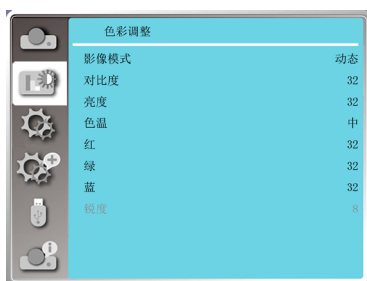 色彩调整
影像模式 动态
对比度 32
亮度 32
色温 中
红 32
绿 32
蓝 32
锐度 8